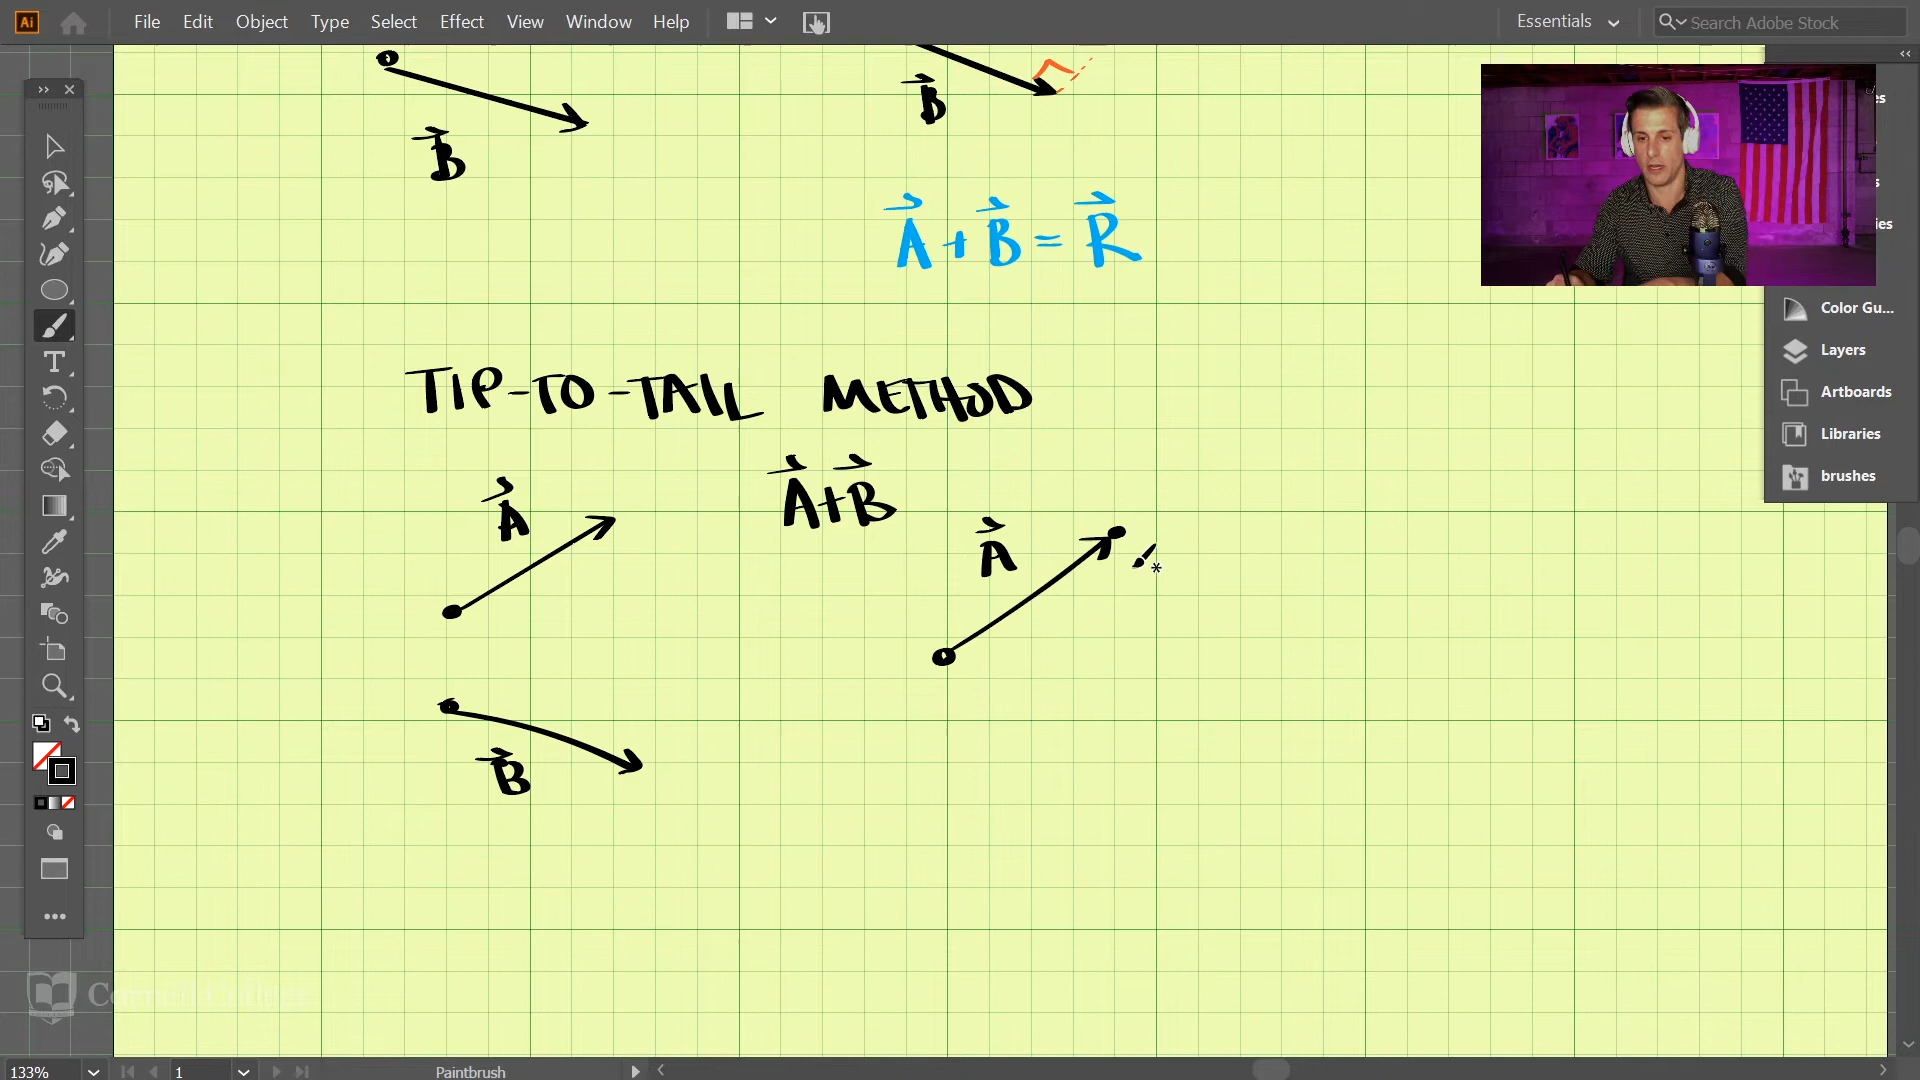 Ai File Edit Object Type Select Effect View Window Help Essentials Search Adobe Stock
B
B
A + B = R
Color Gu...
Layers
Artboards
Libraries
brushes
TIP-TO-TAIL METHOD
A
A+B
A
B
133% 1 Paintbrush